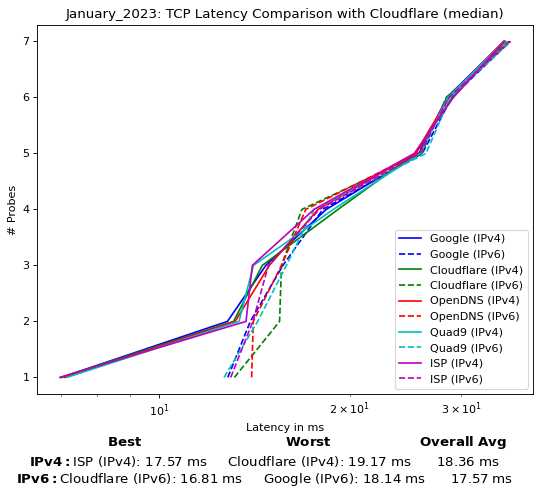 January_2023: TCP Latency Comparison with Cloudflare (median)
7
6
5
4
3
2
1
# Probes
Google (IPv4)
Google (IPv6)
Cloudflare (IPv4)
Cloudflare (IPv6)
OpenDNS (IPv4)
OpenDNS (IPv6)
Quad9 (IPv4)
Quad9 (IPv6)
ISP (IPv4)
ISP (IPv6)
10¹ 2 × 10¹ 3 × 10¹
Latency in ms
Best Worst Overall Avg
IPv4: ISP (IPv4): 17.57 ms Cloudflare (IPv4): 19.17 ms 18.36 ms
IPv6: Cloudflare (IPv6): 16.81 ms Google (IPv6): 18.14 ms 17.57 ms